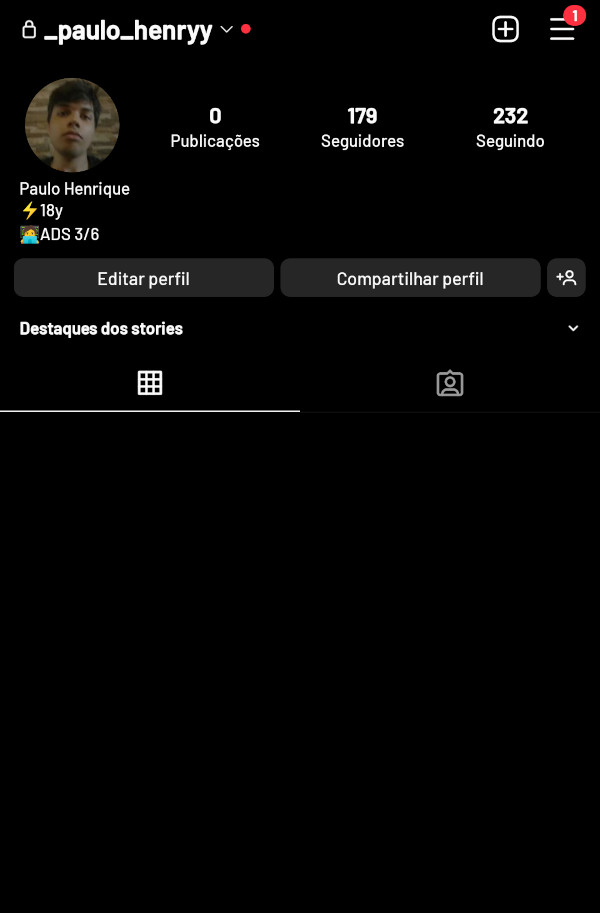 _paulo_henryy
1
0
Publicações
179
Seguidores
232
Seguindo
Paulo Henrique
⚡18y
🧑‍💻ADS 3/6
Editar perfil
Compartilhar perfil
Destaques dos stories